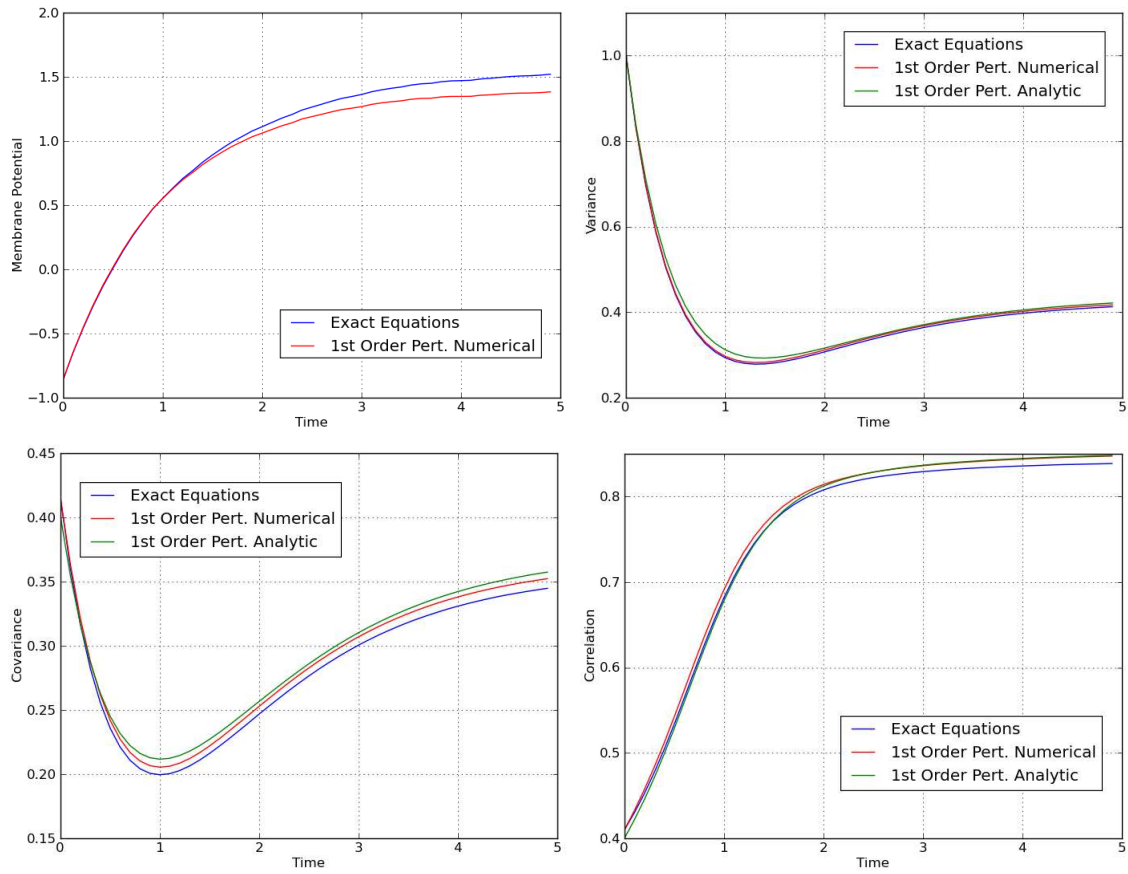 2.0
1.5
1.0
0.5
0.0
−0.5
−1.0
Membrane Potential
Exact Equations
1st Order Pert. Numerical
0 1 2 3 4 5
Time
1.0
0.8
0.6
0.4
0.2
Variance
Exact Equations
1st Order Pert. Numerical
1st Order Pert. Analytic
0 1 2 3 4 5
Time
0.45
0.40
0.35
0.30
0.25
0.20
0.15
Covariance
Exact Equations
1st Order Pert. Numerical
1st Order Pert. Analytic
0 1 2 3 4 5
Time
0.8
0.7
0.6
0.5
0.4
Correlation
Exact Equations
1st Order Pert. Numerical
1st Order Pert. Analytic
0 1 2 3 4 5
Time